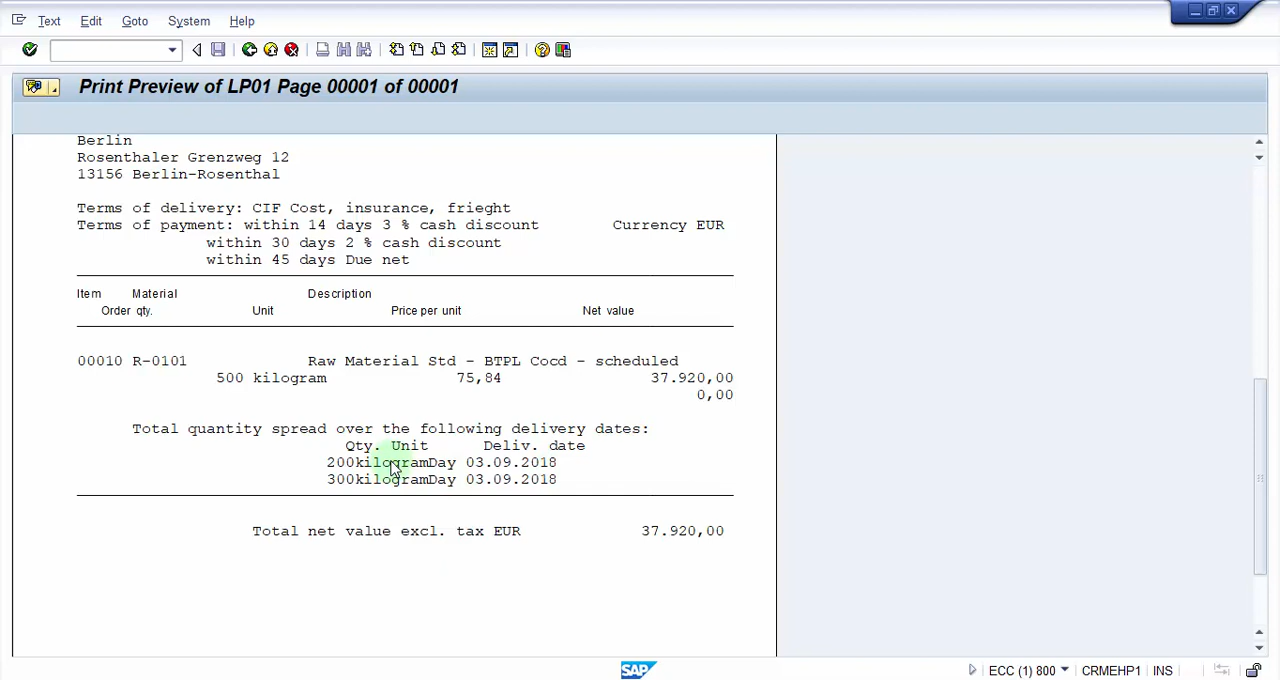 Text Edit Goto System Help
Print Preview of LP01 Page 00001 of 00001
Berlin
Rosenthaler Grenzweg 12
13156 Berlin-Rosenthal
Terms of delivery: CIF Cost, insurance, frieght
Terms of payment: within 14 days 3 % cash discount Currency EUR
within 30 days 2 % cash discount
within 45 days Due net
Item Material Description
Order qty. Unit Price per unit Net value
00010 R-0101 Raw Material Std - BTPL Cocd - scheduled
500 kilogram 75,84 37.920,00
0,00
Total quantity spread over the following delivery dates:
Qty. Unit Deliv. date
200kilogramDay 03.09.2018
300kilogramDay 03.09.2018
Total net value excl. tax EUR 37.920,00
SAP
ECC (1) 800 CRMEHP1 INS